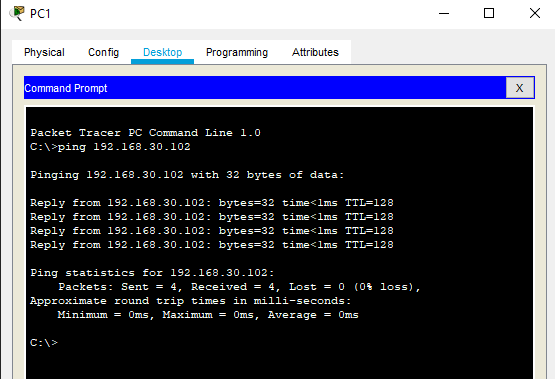 PC1
Physical Config Desktop Programming Attributes
Command Prompt X
Packet Tracer PC Command Line 1.0
C:\>ping 192.168.30.102
Pinging 192.168.30.102 with 32 bytes of data:
Reply from 192.168.30.102: bytes=32 time<1ms TTL=128
Reply from 192.168.30.102: bytes=32 time<1ms TTL=128
Reply from 192.168.30.102: bytes=32 time<1ms TTL=128
Reply from 192.168.30.102: bytes=32 time<1ms TTL=128
Ping statistics for 192.168.30.102:
    Packets: Sent = 4, Received = 4, Lost = 0 (0% loss),
Approximate round trip times in milli-seconds:
    Minimum = 0ms, Maximum = 0ms, Average = 0ms
C:\>